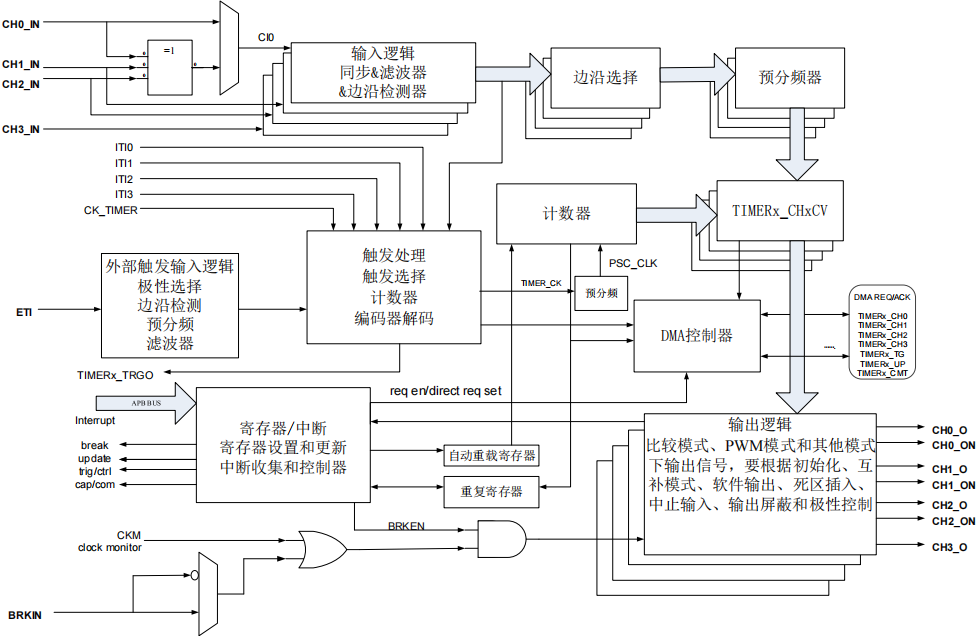 CH0_IN
CH1_IN
CH2_IN
CH3_IN
=1
CI0
输入逻辑
同步&滤波器
&边沿检测器
边沿选择
预分频器
ITI0
ITI1
ITI2
ITI3
CK_TIMER
计数器
TIMERx_CHxCV
外部触发输入逻辑
极性选择
边沿检测
预分频
滤波器
ETI
触发处理
触发选择
计数器
编码器解码
TIMER_CK
PSC_CLK
预分频
DMA控制器
DMA REQ/ACK
TIMERx_CH0
TIMERx_CH1
TIMERx_CH2
TIMERx_CH3
TIMERx_TG
TIMERx_UP
TIMERx_CMT
......
TIMERx_TRGO
APB BUS
Interrupt
break
update
trig/ctrl
cap/com
寄存器/中断
寄存器设置和更新
中断收集和控制器
req en/direct req set
自动重载寄存器
重复寄存器
输出逻辑
比较模式、PWM模式和其他模式
下输出信号，要根据初始化、互
补模式、软件输出、死区插入、
中止输入、输出屏蔽和极性控制
CH0_O
CH0_ON
CH1_O
CH1_ON
CH2_O
CH2_ON
CH3_O
BRKEN
CKM
clock monitor
BRKIN